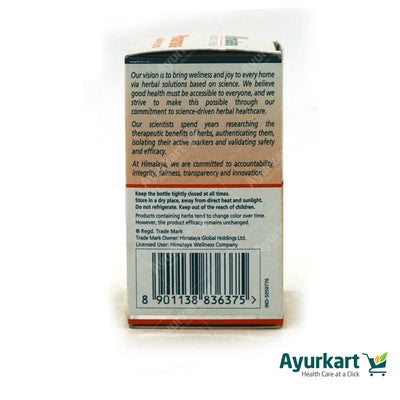 Our vision is to bring wellness and joy to every home
via herbal solutions based on science. We believe
good health must be accessible to everyone, and we
strive to make this possible through our
commitment to science-driven herbal healthcare.
Our scientists spend years researching the
therapeutic benefits of herbs, authenticating them,
isolating their active markers and validating safety
and efficacy.
At Himalaya, we are committed to accountability,
integrity, fairness, transparency and innovation.
Keep the bottle tightly closed at all times.
Store in a dry place, away from direct heat and sunlight.
Do not refrigerate. Keep out of the reach of children.
Products containing herbs tend to change color over time.
However, the product efficacy remains unchanged.
® Regd. Trade Mark
Trade Mark Owner: Himalaya Global Holdings Ltd.
Licensed User: Himalaya Wellness Company
8 901138 836375 >
IND-5050776
Ayurkart
Health Care at a Click